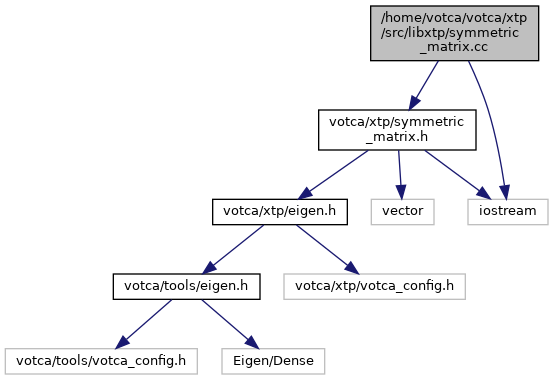 /home/votca/votca/xtp
/src/libxtp/symmetric
_matrix.cc
votca/xtp/symmetric
_matrix.h
votca/xtp/eigen.h
vector
iostream
votca/tools/eigen.h
votca/xtp/votca_config.h
votca/tools/votca_config.h
Eigen/Dense